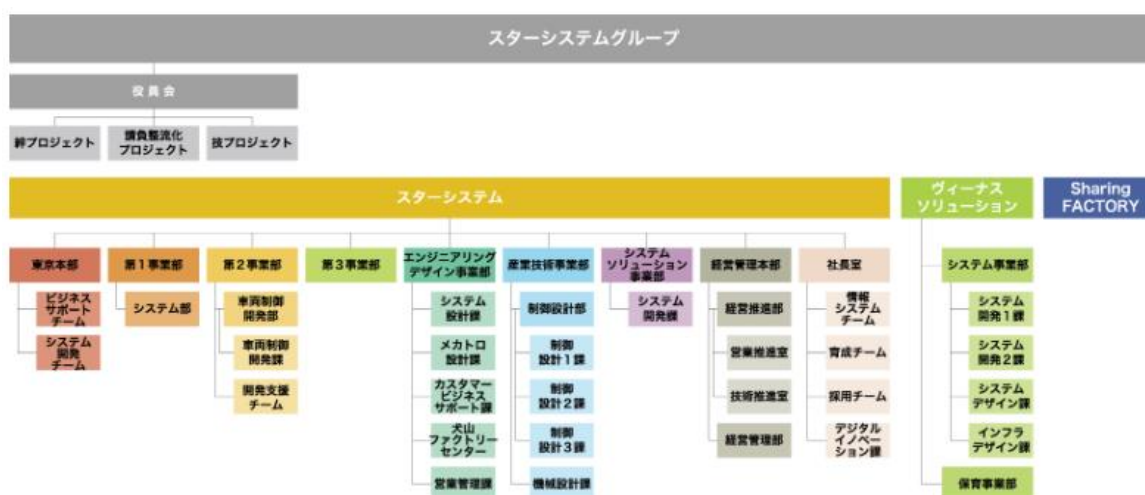 スターシステムグループ
役員会
絆プロジェクト
請負整流化
プロジェクト
技プロジェクト
スターシステム
ヴィーナス
ソリューション
Sharing
FACTORY
東京本部
ビジネス
サポート
チーム
システム
開発
チーム
第1事業部
システム部
第2事業部
車両制御
開発部
車両制御
開発課
開発支援
チーム
第3事業部
エンジニアリング
デザイン事業部
システム
設計課
メカトロ
設計課
カスタマー
ビジネス
サポート課
犬山
ファクトリー
センター
営業管理課
産業技術事業部
制御設計部
制御
設計1課
制御
設計2課
制御
設計3課
機械設計課
システム
ソリューション
事業部
システム
開発課
経営管理本部
経営推進部
営業推進室
技術推進室
経営管理部
社長室
情報
システム
チーム
育成チーム
採用チーム
デジタル
イノベー
ション課
システム事業部
システム
開発1課
システム
開発2課
システム
デザイン課
インフラ
デザイン課
保育事業部